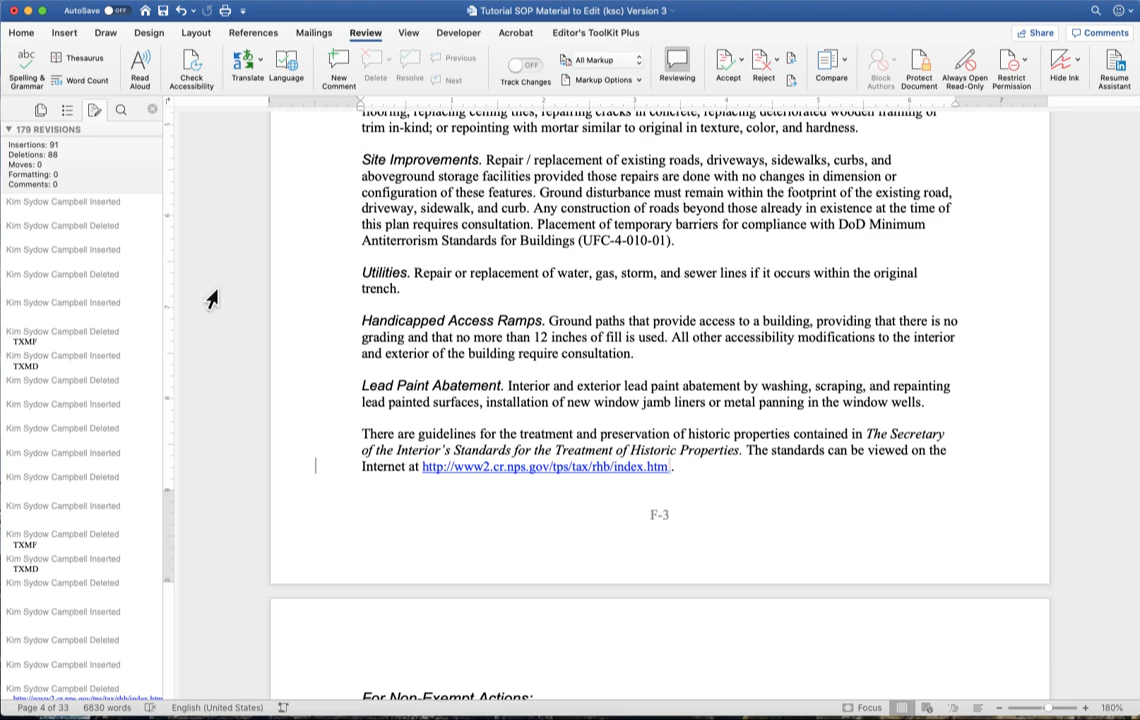 AutoSave OFF
Tutorial SOP Material to Edit (ksc) Version 3
Home Insert Draw Design Layout References Mailings Review View Developer Acrobat Editor's ToolKit Plus
Share Comments
abc
Spelling & Grammar
Thesaurus
Word Count
Read Aloud
Check Accessibility
Translate Language
New Comment
Delete Resolve
Previous
Next
OFF
Track Changes
All Markup
Markup Options
Reviewing
Accept Reject
Compare
Block Authors
Protect Document
Always Open Read-Only
Restrict Permission
Hide Ink
Resume Assistant
179 REVISIONS
Insertions: 91
Deletions: 88
Moves: 0
Formatting: 0
Comments: 0
Kim Sydow Campbell Inserted
Kim Sydow Campbell Deleted
Kim Sydow Campbell Inserted
Kim Sydow Campbell Deleted
Kim Sydow Campbell Inserted
Kim Sydow Campbell Deleted
TXMF
Kim Sydow Campbell Inserted
TXMD
Kim Sydow Campbell Deleted
Kim Sydow Campbell Inserted
Kim Sydow Campbell Deleted
Kim Sydow Campbell Inserted
Kim Sydow Campbell Deleted
Kim Sydow Campbell Inserted
Kim Sydow Campbell Deleted
TXMF
Kim Sydow Campbell Inserted
TXMD
Kim Sydow Campbell Deleted
Kim Sydow Campbell Inserted
Kim Sydow Campbell Deleted
Kim Sydow Campbell Inserted
Kim Sydow Campbell Deleted
flooring, replacing ceiling tiles, repairing cracks in concrete, replacing deteriorated wooden framing or
trim in-kind; or repointing with mortar similar to original in texture, color, and hardness.
Site Improvements. Repair / replacement of existing roads, driveways, sidewalks, curbs, and
aboveground storage facilities provided those repairs are done with no changes in dimension or
configuration of these features. Ground disturbance must remain within the footprint of the existing road,
driveway, sidewalk, and curb. Any construction of roads beyond those already in existence at the time of
this plan requires consultation. Placement of temporary barriers for compliance with DoD Minimum
Antiterrorism Standards for Buildings (UFC-4-010-01).
Utilities. Repair or replacement of water, gas, storm, and sewer lines if it occurs within the original
trench.
Handicapped Access Ramps. Ground paths that provide access to a building, providing that there is no
grading and that no more than 12 inches of fill is used. All other accessibility modifications to the interior
and exterior of the building require consultation.
Lead Paint Abatement. Interior and exterior lead paint abatement by washing, scraping, and repainting
lead painted surfaces, installation of new window jamb liners or metal panning in the window wells.
There are guidelines for the treatment and preservation of historic properties contained in The Secretary
of the Interior's Standards for the Treatment of Historic Properties. The standards can be viewed on the
Internet at http://www2.cr.nps.gov/tps/tax/rhb/index.htm .
F-3
For Non-Exempt Actions:
Page 4 of 33 6830 words English (United States)
Focus 180%